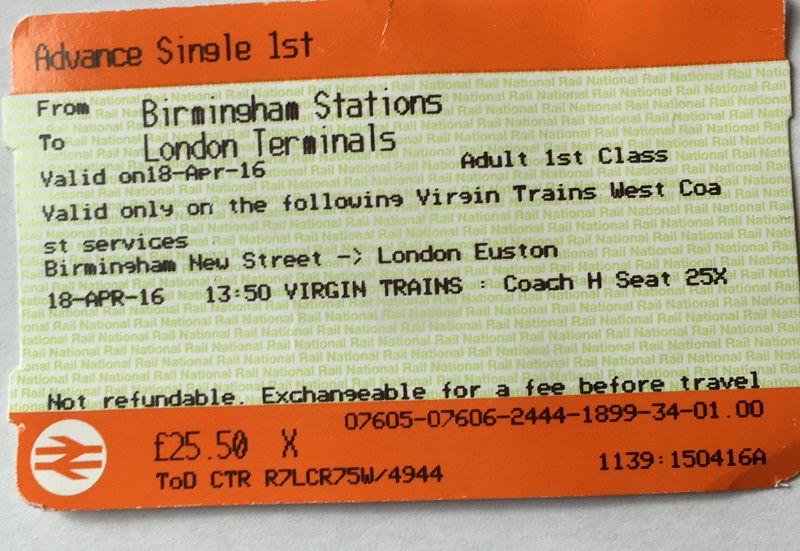 Advance Single 1st
From Birmingham Stations
To London Terminals
Valid on18-Apr-16 Adult 1st Class
Valid only on the following Virgin Trains West Coa
st services
Birmingham New Street -> London Euston
18-APR-16 13:50 VIRGIN TRAINS : Coach H Seat 25X
Not refundable. Exchangeable for a fee before travel
07605-07606-2444-1899-34-01.00
£25.50 X
ToD CTR R7LCR75W/4944 1139:150416A